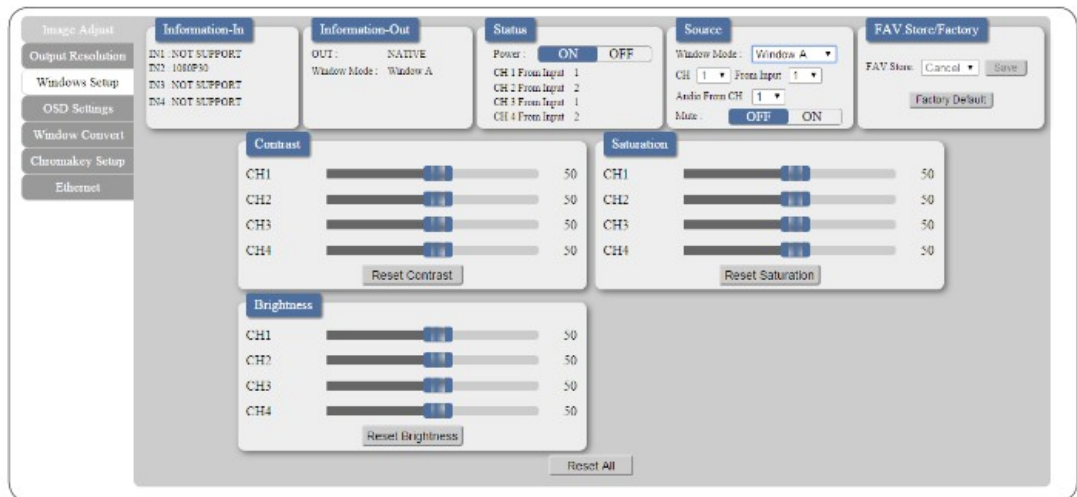 Image Adjust
Output Resolution
Windows Setup
OSD Settings
Window Convert
Chromakey Setup
Ethernet
Information-In
IN1 : NOT SUPPORT
IN2 : 1080P30
IN3 : NOT SUPPORT
IN4 : NOT SUPPORT
Information-Out
OUT : NATIVE
Window Mode : Window A
Status
Power : ON OFF
CH 1 From Input 1
CH 2 From Input 2
CH 3 From Input 1
CH 4 From Input 2
Source
Window Mode : Window A
CH 1 From Input 1
Audio From CH 1
Mute : OFF ON
FAV Store/Factory
FAV Store: Cancel Save
Factory Default
Contrast
CH1 50
CH2 50
CH3 50
CH4 50
Reset Contrast
Saturation
CH1 50
CH2 50
CH3 50
CH4 50
Reset Saturation
Brightness
CH1 50
CH2 50
CH3 50
CH4 50
Reset Brightness
Reset All